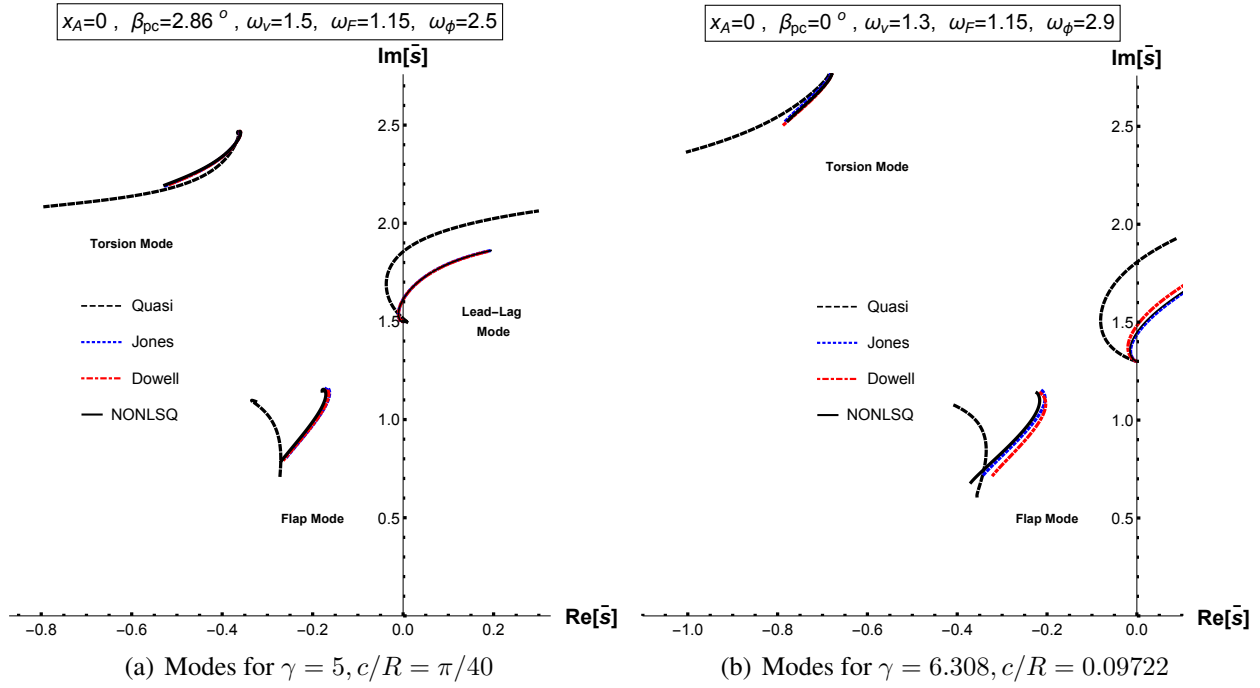 x_A=0 , β_pc=2.86 ° , ω_v=1.5, ω_F=1.15, ω_ϕ=2.5
Im[s̄]
2.5
2.0
1.5
1.0
0.5
Torsion Mode
Quasi
Jones
Dowell
NONLSQ
Lead–Lag
Mode
Flap Mode
−0.8
−0.6
−0.4
−0.2
0.0
0.2
Re[s̄]
(a) Modes for γ = 5, c/R = π/40
x_A=0 , β_pc=0 ° , ω_v=1.3, ω_F=1.15, ω_ϕ=2.9
Im[s̄]
2.5
2.0
1.5
1.0
0.5
Torsion Mode
Quasi
Jones
Dowell
NONLSQ
Flap Mode
−1.0
−0.8
−0.6
−0.4
−0.2
0.0
Re[s̄]
(b) Modes for γ = 6.308, c/R = 0.09722